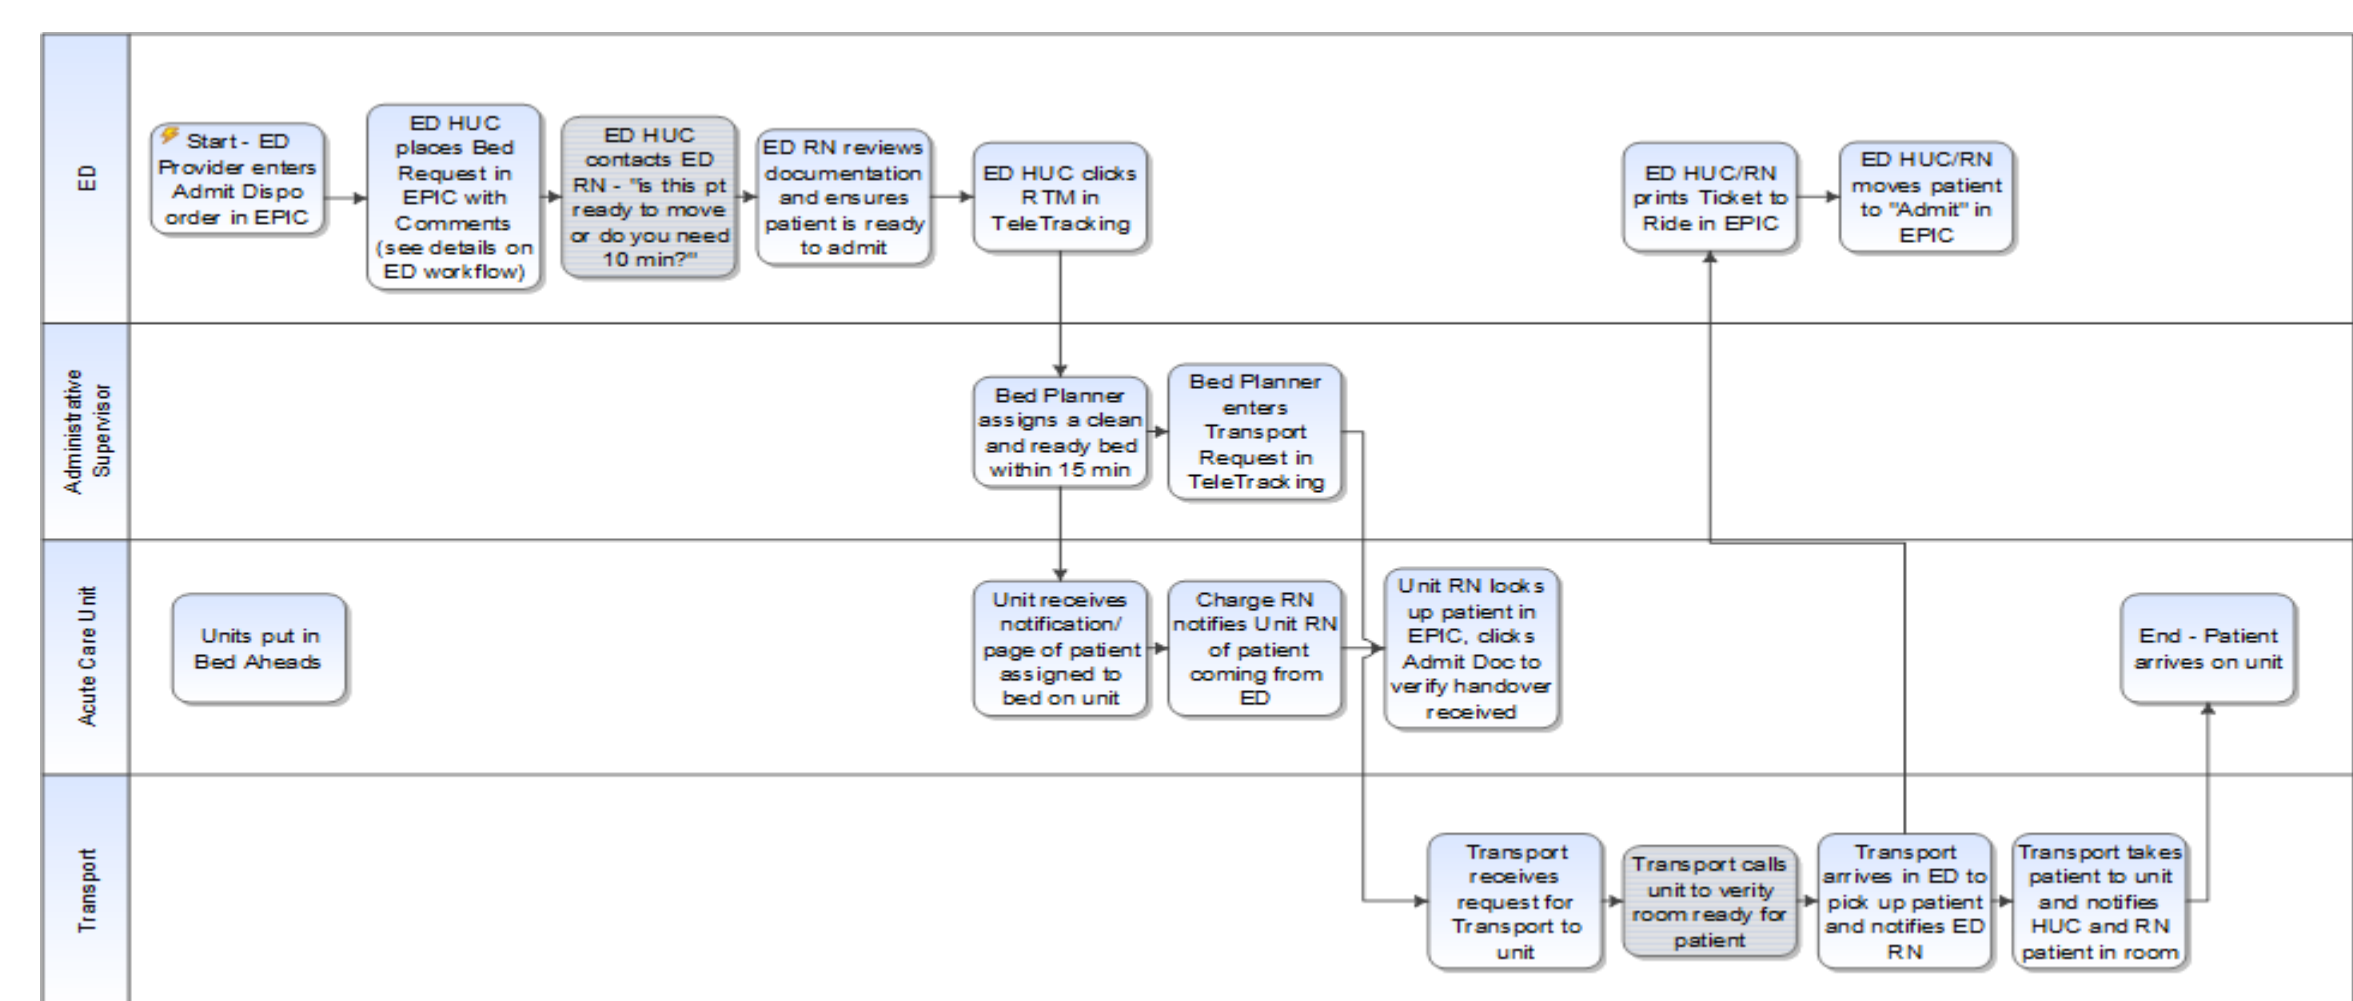 ED
Start - ED
Provider enters
Admit Dispo
order in EPIC
ED HUC
places Bed
Request in
EPIC with
Comments
(see details on
ED workflow)
ED HUC
contacts ED
RN - "is this pt
ready to move
or do you need
10 min?"
ED RN reviews
documentation
and ensures
patient is ready
to admit
ED HUC clicks
RTM in
TeleTracking
ED HUC/RN
prints Ticket to
Ride in EPIC
ED HUC/RN
moves patient
to "Admit" in
EPIC
Administrative
Supervisor
Bed Planner
assigns a clean
and ready bed
within 15 min
Bed Planner
enters
Transport
Request in
TeleTracking
Acute Care Unit
Units put in
Bed Aheads
Unit receives
notification/
page of patient
assigned to
bed on unit
Charge RN
notifies Unit RN
of patient
coming from
ED
Unit RN looks
up patient in
EPIC, clicks
Admit Doc to
verify handover
received
End - Patient
arrives on unit
Transport
Transport
receives
request for
Transport to
unit
Transport calls
unit to verity
room ready for
patient
Transport
arrives in ED to
pick up patient
and notifies ED
RN
Transport takes
patient to unit
and notifies
HUC and RN
patient in room